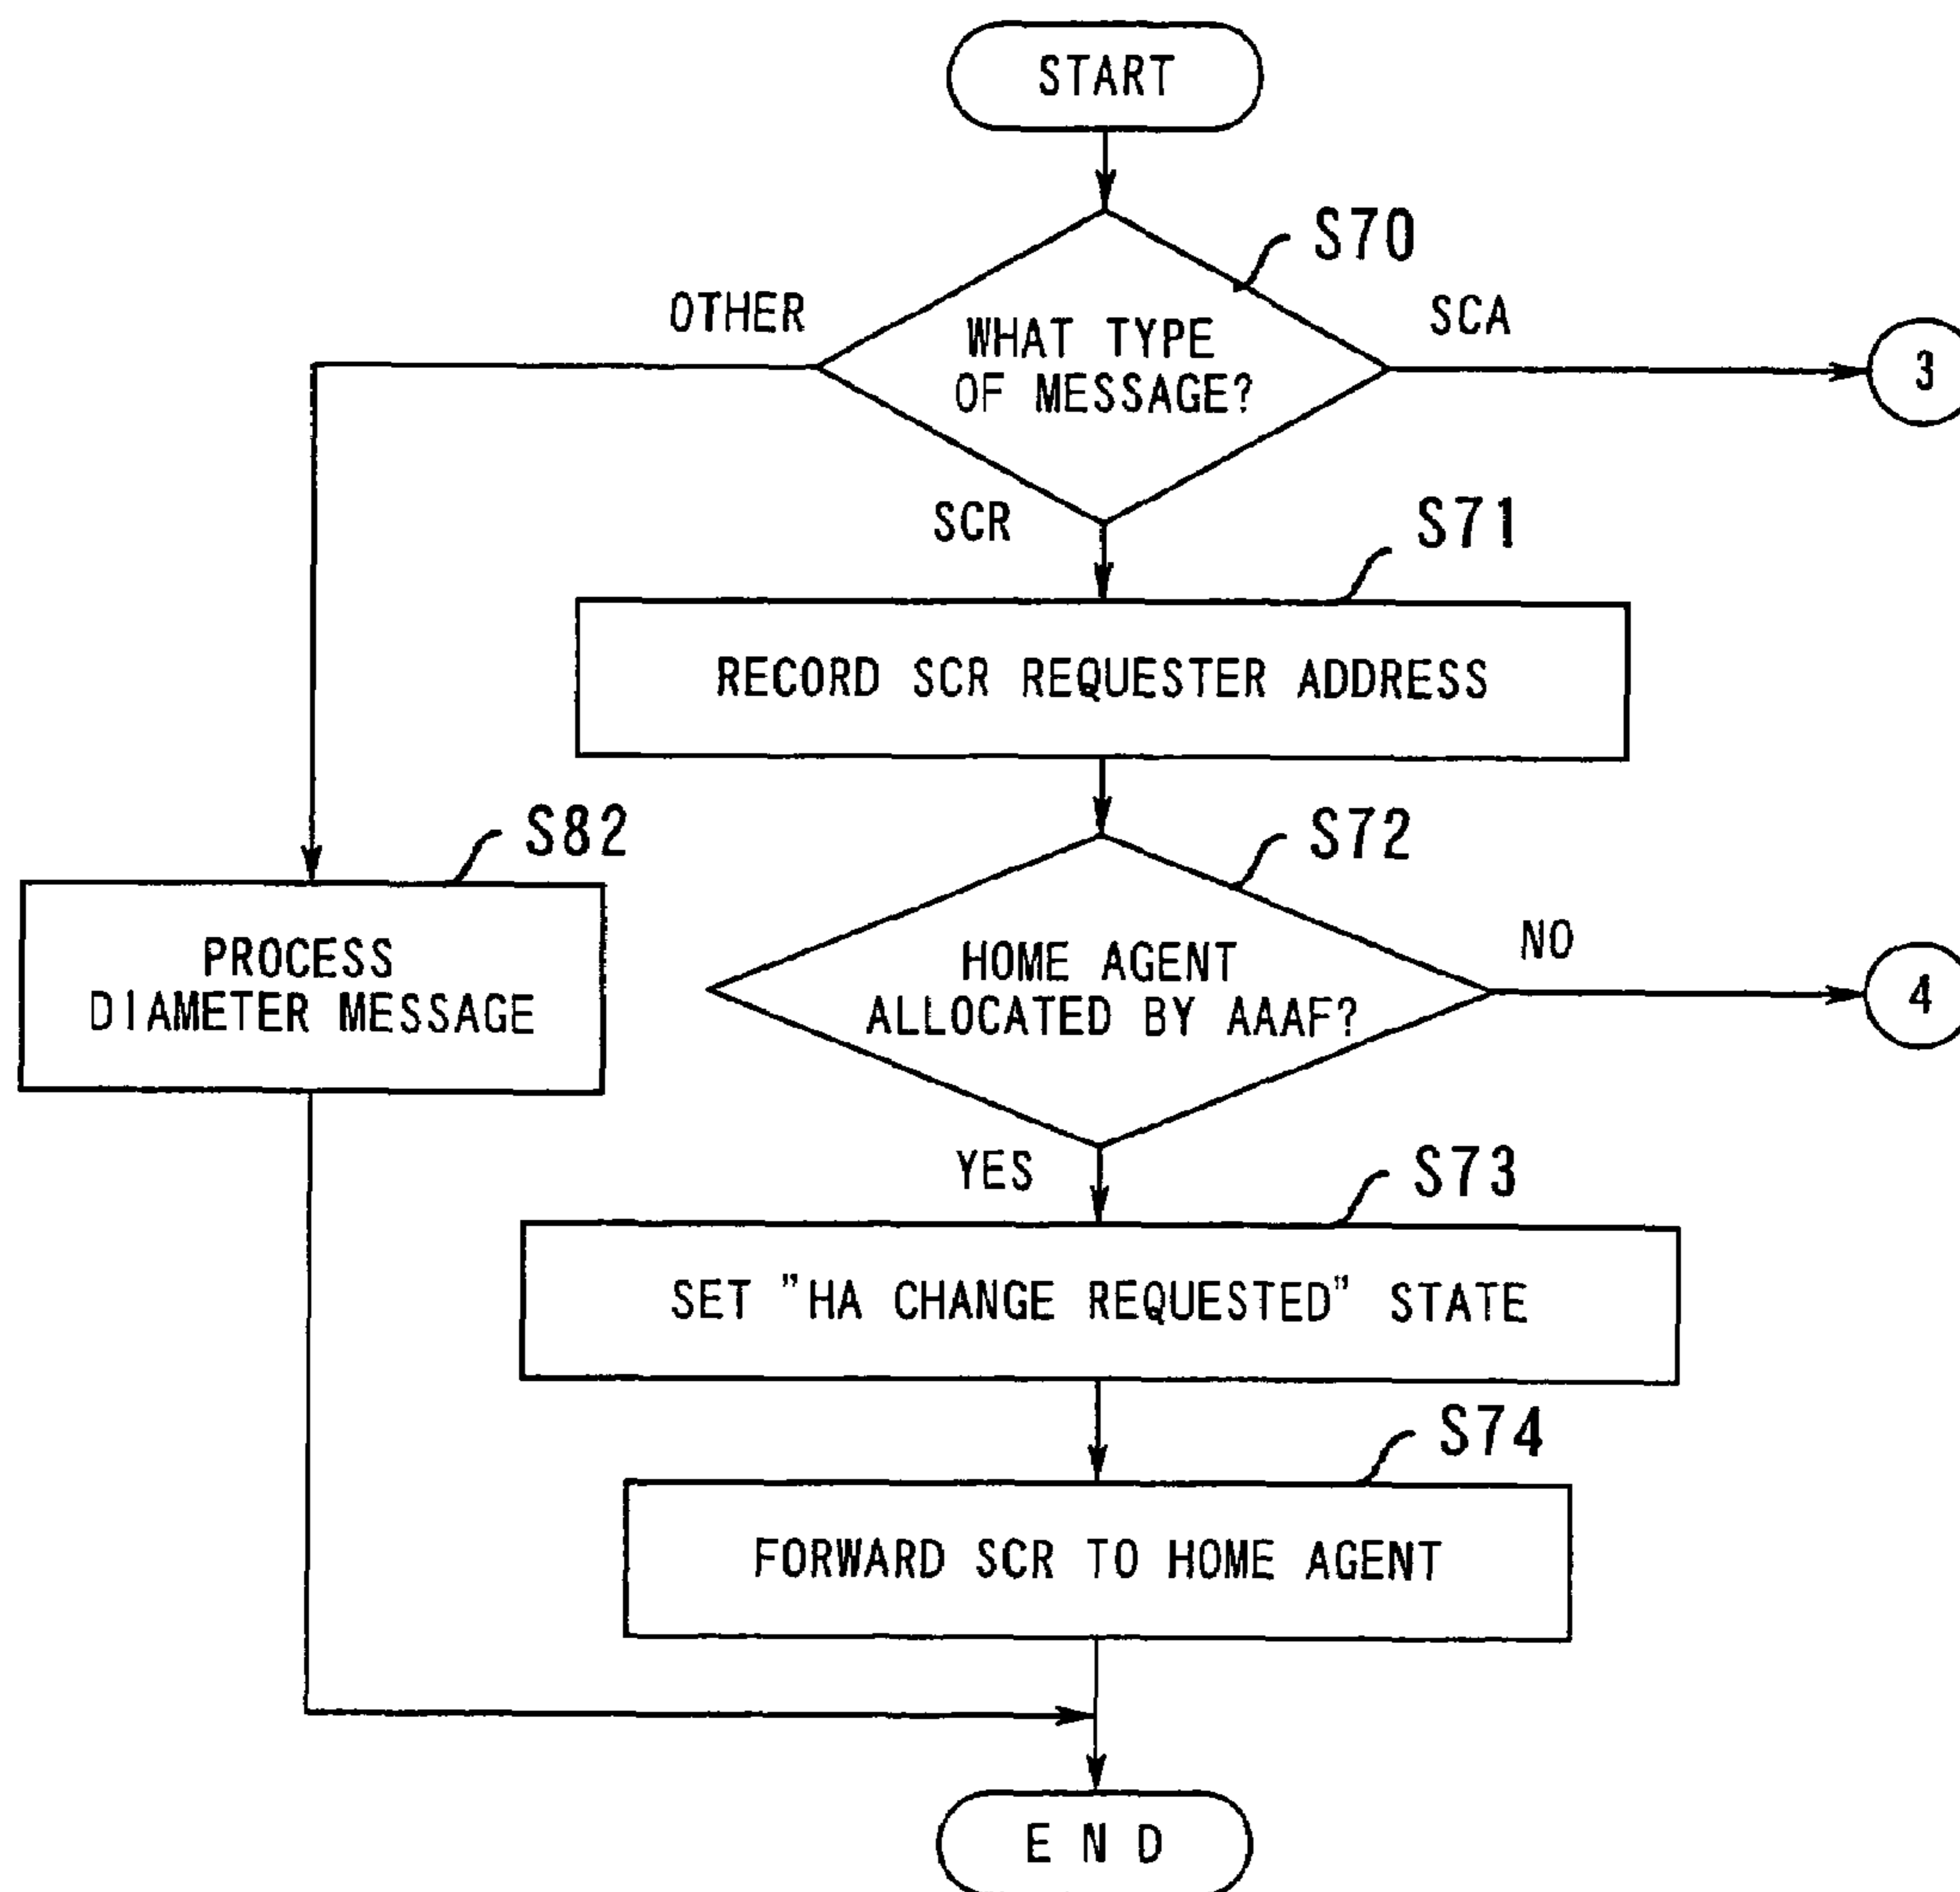 START
S70
OTHER
SCA
WHAT TYPE
OF MESSAGE?
3
SCR
S71
RECORD SCR REQUESTER ADDRESS
S82
S72
PROCESS
DIAMETER MESSAGE
HOME AGENT
ALLOCATED BY AAAF?
NO
4
YES
S73
SET "HA CHANGE REQUESTED" STATE
S74
FORWARD SCR TO HOME AGENT
END